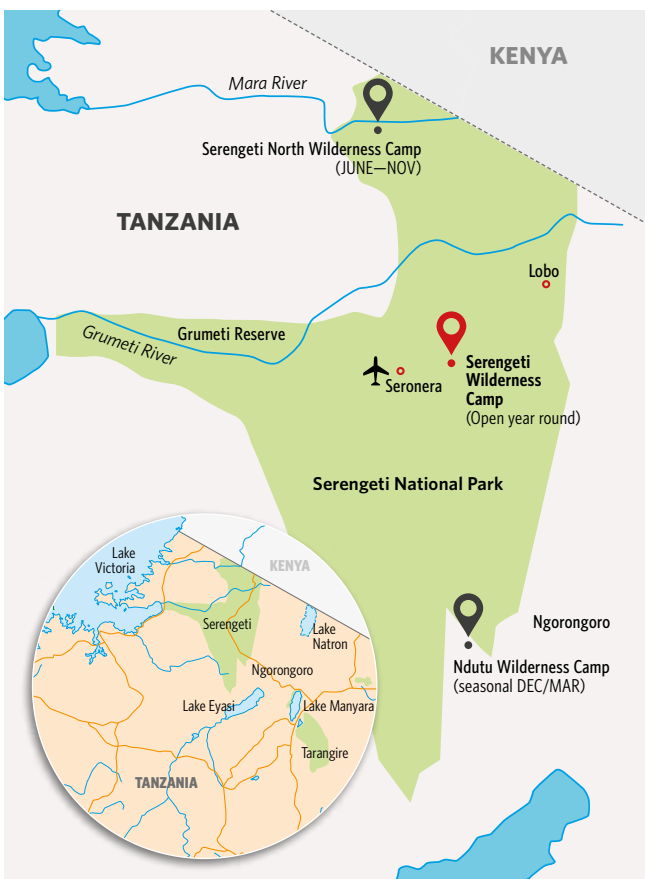 KENYA
Mara River
Serengeti North Wilderness Camp
(JUNE—NOV)
TANZANIA
Lobo
Grumeti Reserve
Grumeti River
Seronera
Serengeti
Wilderness
Camp
(Open year round)
Serengeti National Park
Ngorongoro
Ndutu Wilderness Camp
(seasonal DEC/MAR)
Lake
Victoria
KENYA
Serengeti
Lake
Natron
Ngorongoro
Lake Eyasi
Lake Manyara
Tarangire
TANZANIA